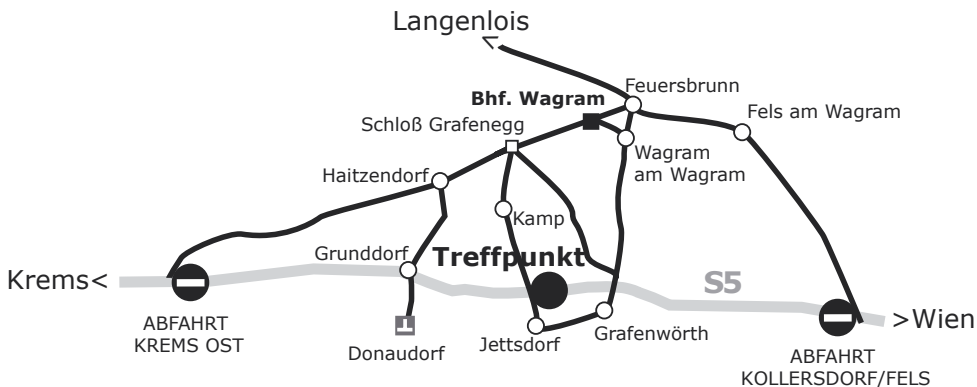 Langenlois
Feuersbrunn
Bhf. Wagram
Fels am Wagram
Schloß Grafenegg
Wagram
am Wagram
Haitzendorf
Kamp
Grunddorf
Treffpunkt
Krems<
S5
>Wien
ABFAHRT
KREMS OST
Donaudorf
Jettsdorf
Grafenwörth
ABFAHRT
KOLLERSDORF/FELS